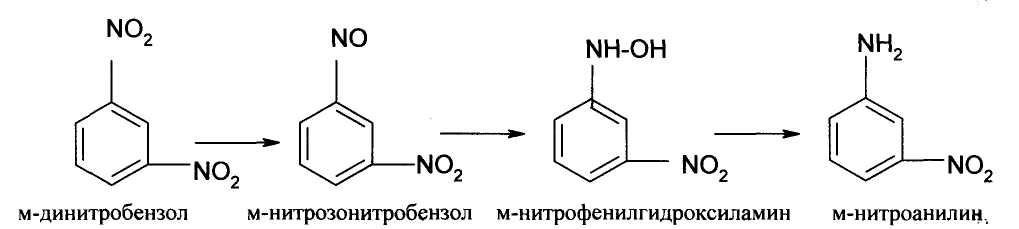 NO₂ NO NH-OH NH₂
NO₂ NO₂ NO₂ NO₂
м-динитробензол м-нитрозонитробензол м-нитрофенилгидроксиламин м-нитроанилин.